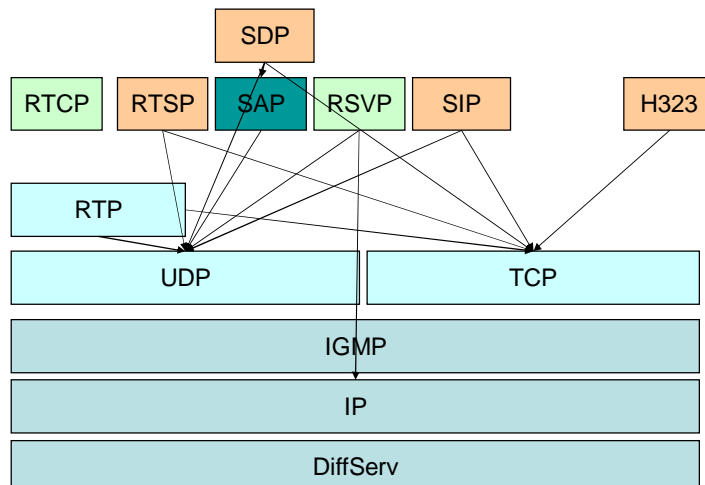 SDP
RTCP
RTSP
SAP
RSVP
SIP
H323
RTP
UDP
TCP
IGMP
IP
DiffServ